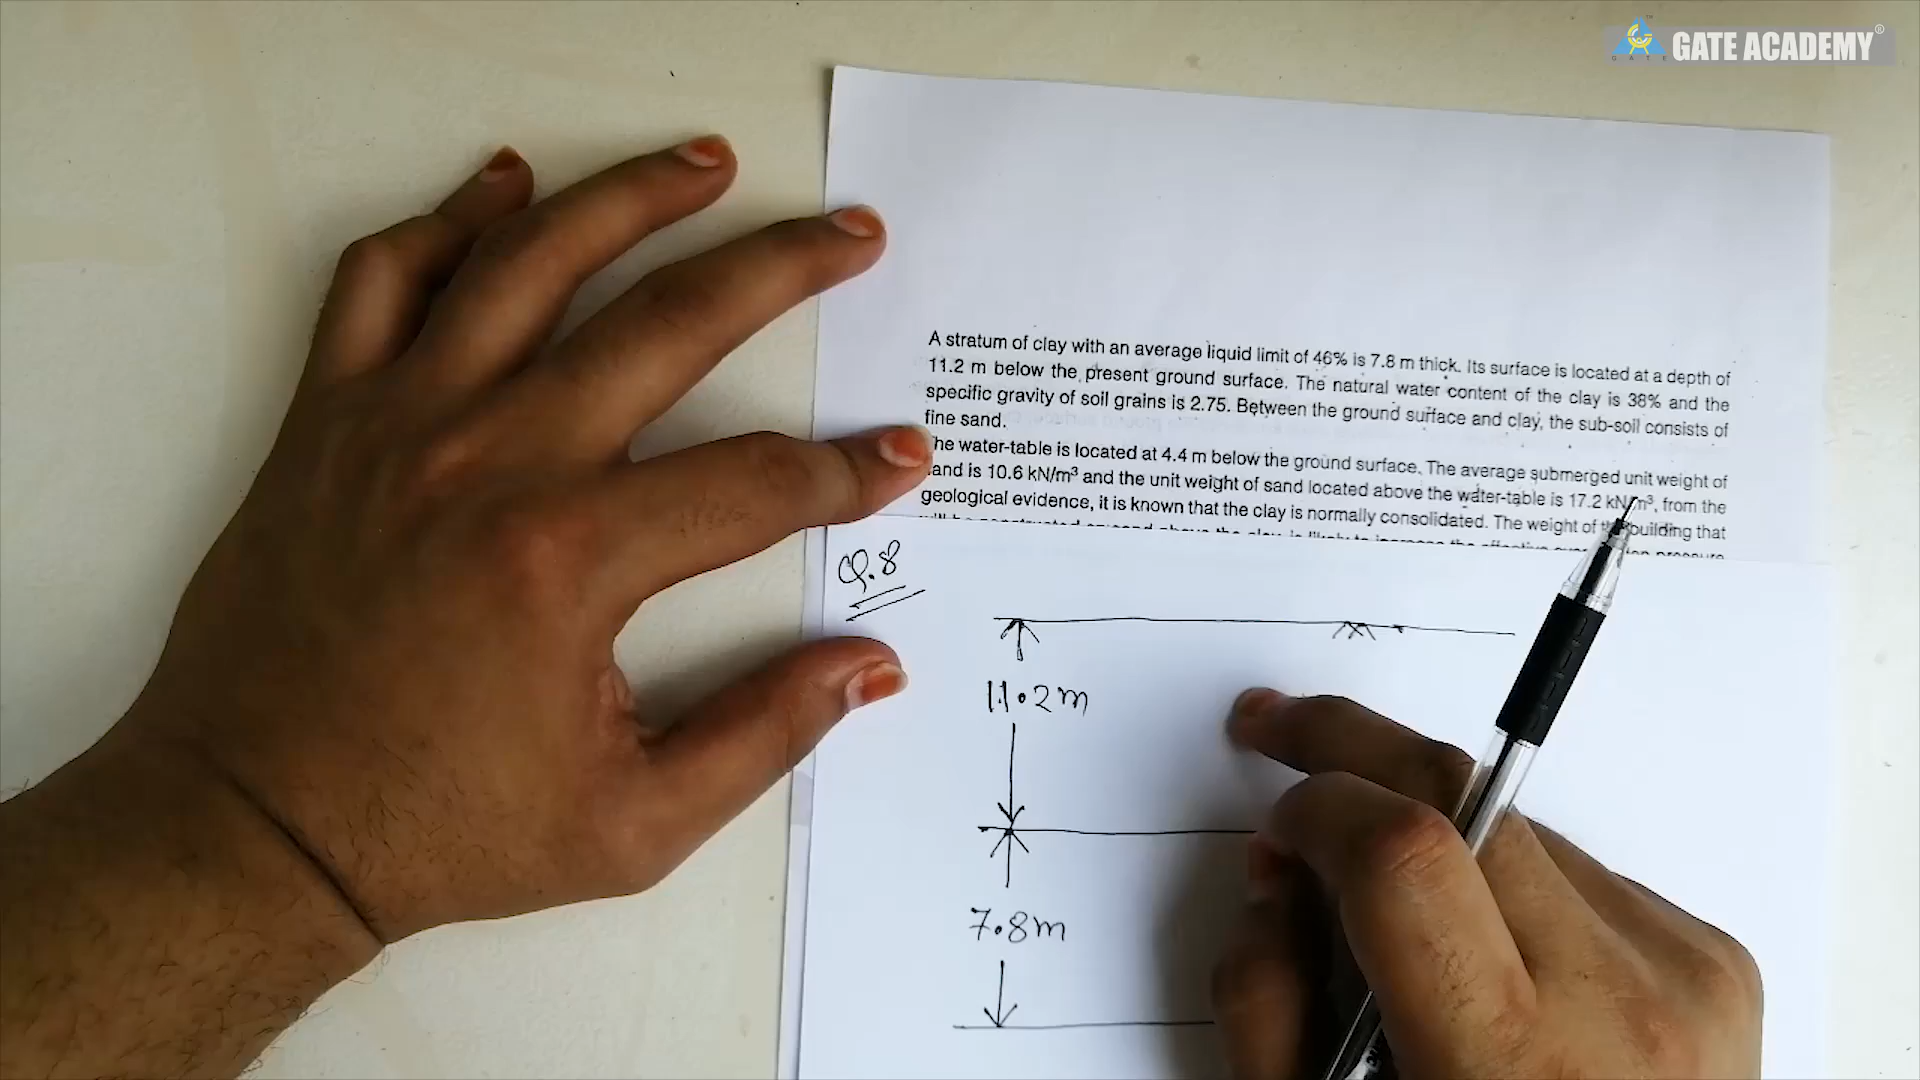 GATE ACADEMY
A stratum of clay with an average liquid limit of 46% is 7.8 m thick. Its surface is located at a depth of
11.2 m below the present ground surface. The natural water content of the clay is 38% and the
specific gravity of soil grains is 2.75. Between the ground surface and clay, the sub-soil consists of
fine sand.
he water-table is located at 4.4 m below the ground surface. The average submerged unit weight of
and is 10.6 kN/m³ and the unit weight of sand located above the water-table is 17.2 kN/m³, from the
geological evidence, it is known that the clay is normally consolidated. The weight of building that
Q.8
11.2m
7.8m